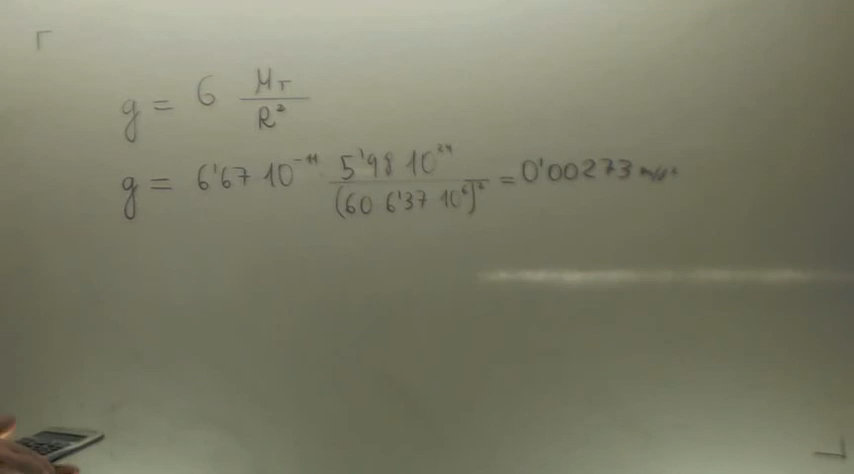 g = G M_T / R²
g = 6'67 10⁻¹¹ 5'98 10²⁴ / (60 6'37 10⁶)² = 0'00273